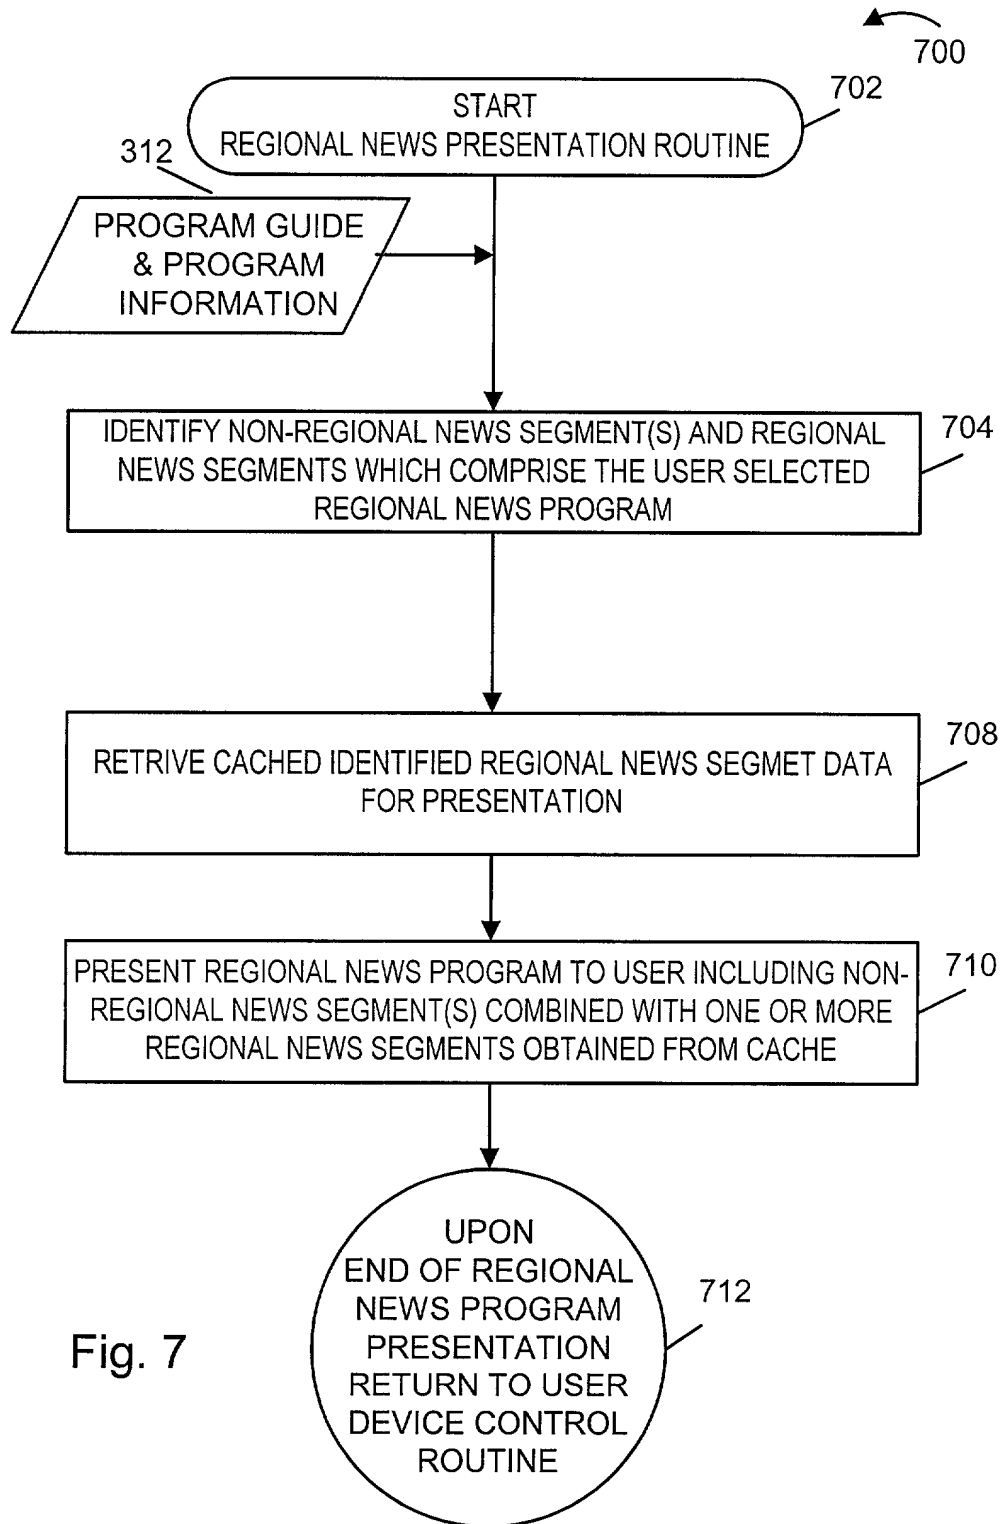 700
START
REGIONAL NEWS PRESENTATION ROUTINE
702
312
PROGRAM GUIDE
& PROGRAM
INFORMATION
IDENTIFY NON-REGIONAL NEWS SEGMENT(S) AND REGIONAL
NEWS SEGMENTS WHICH COMPRISE THE USER SELECTED
REGIONAL NEWS PROGRAM
704
RETRIVE CACHED IDENTIFIED REGIONAL NEWS SEGMET DATA
FOR PRESENTATION
708
PRESENT REGIONAL NEWS PROGRAM TO USER INCLUDING NON-
REGIONAL NEWS SEGMENT(S) COMBINED WITH ONE OR MORE
REGIONAL NEWS SEGMENTS OBTAINED FROM CACHE
710
UPON
END OF REGIONAL
NEWS PROGRAM
PRESENTATION
RETURN TO USER
DEVICE CONTROL
ROUTINE
712
Fig. 7